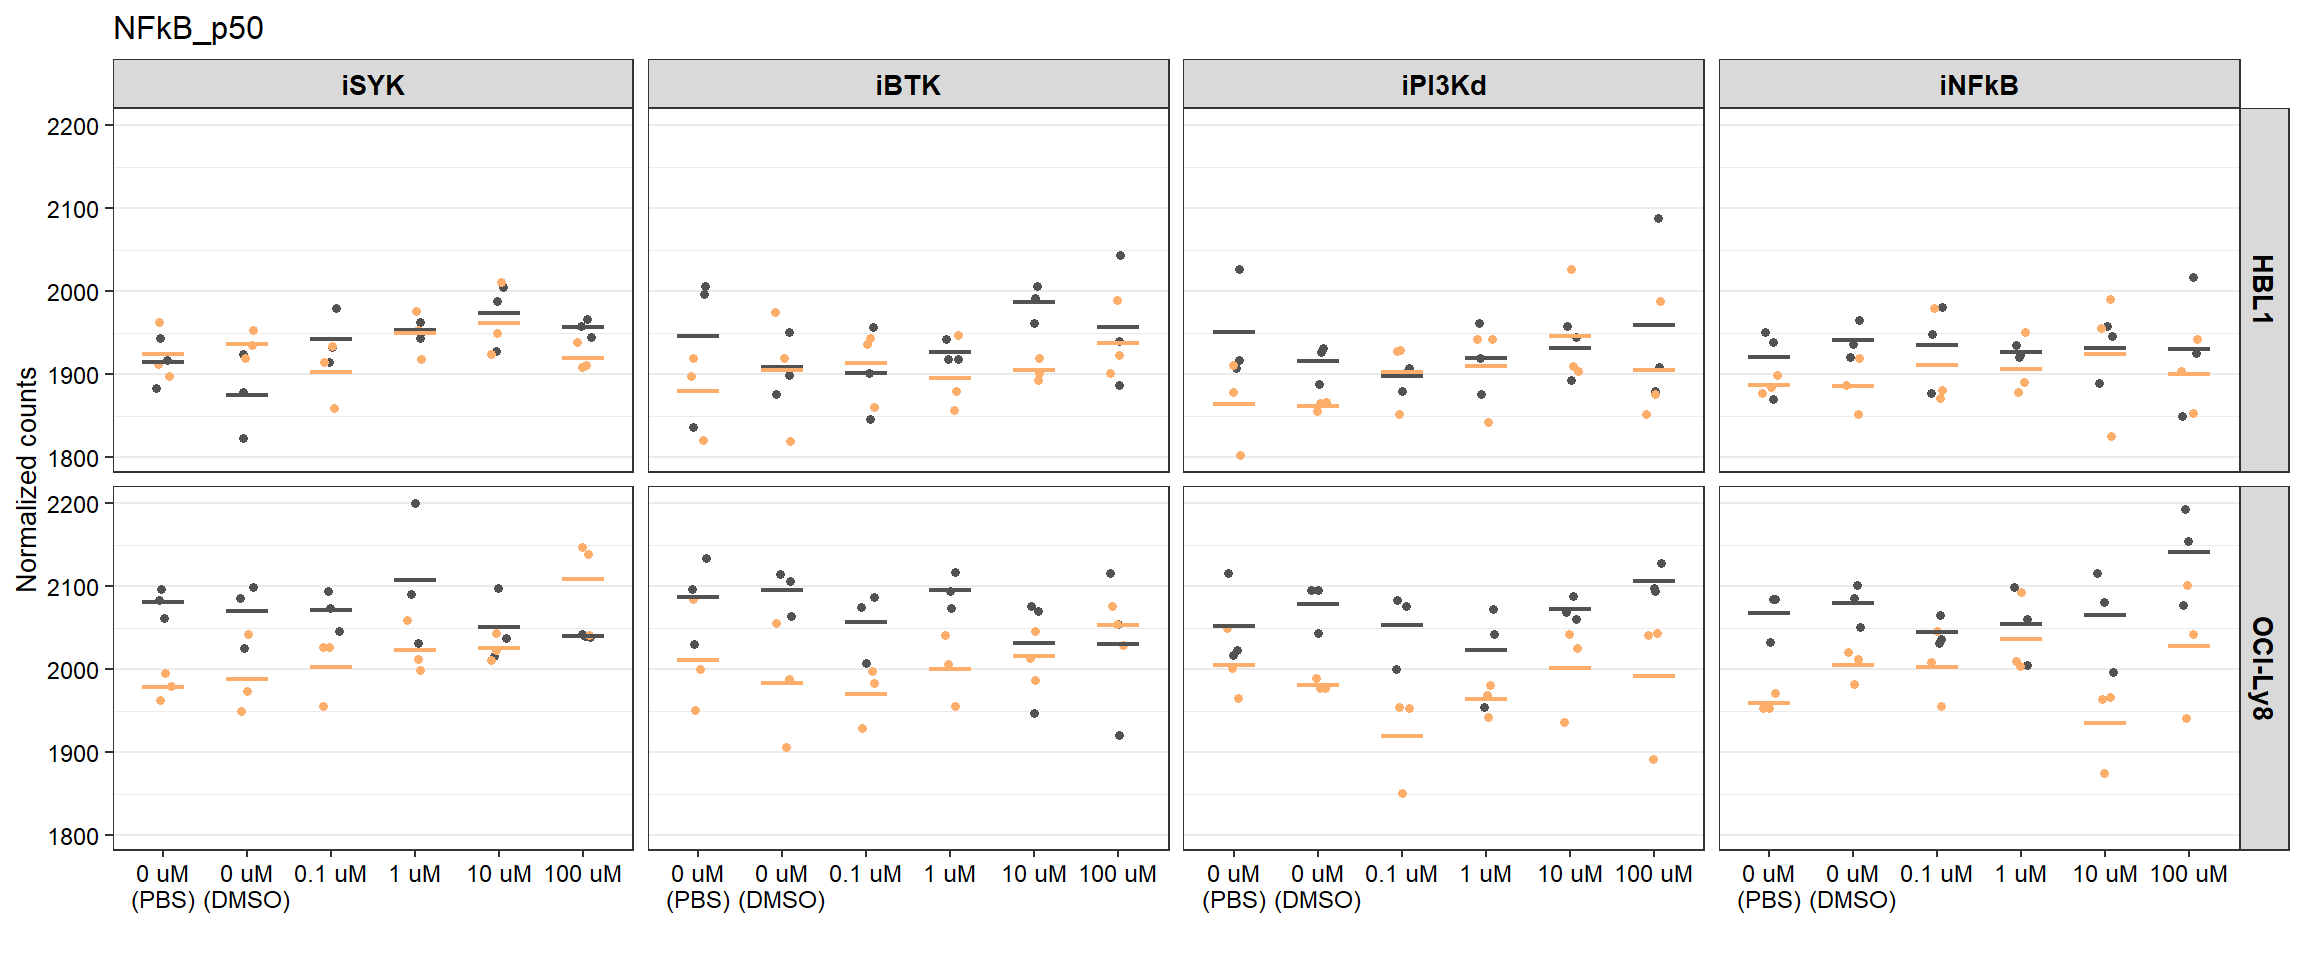 NFkB_p50
iSYK iBTK iPI3Kd iNFkB
Normalized counts
2200
2100
2000
1900
1800
HBL1
2200
2100
2000
1900
1800
OCI-Ly8
0 uM 0 uM 0.1 uM 1 uM 10 uM 100 uM 0 uM 0 uM 0.1 uM 1 uM 10 uM 100 uM 0 uM 0 uM 0.1 uM 1 uM 10 uM 100 uM 0 uM 0 uM 0.1 uM 1 uM 10 uM 100 uM
(PBS) (DMSO) (PBS) (DMSO) (PBS) (DMSO) (PBS) (DMSO)